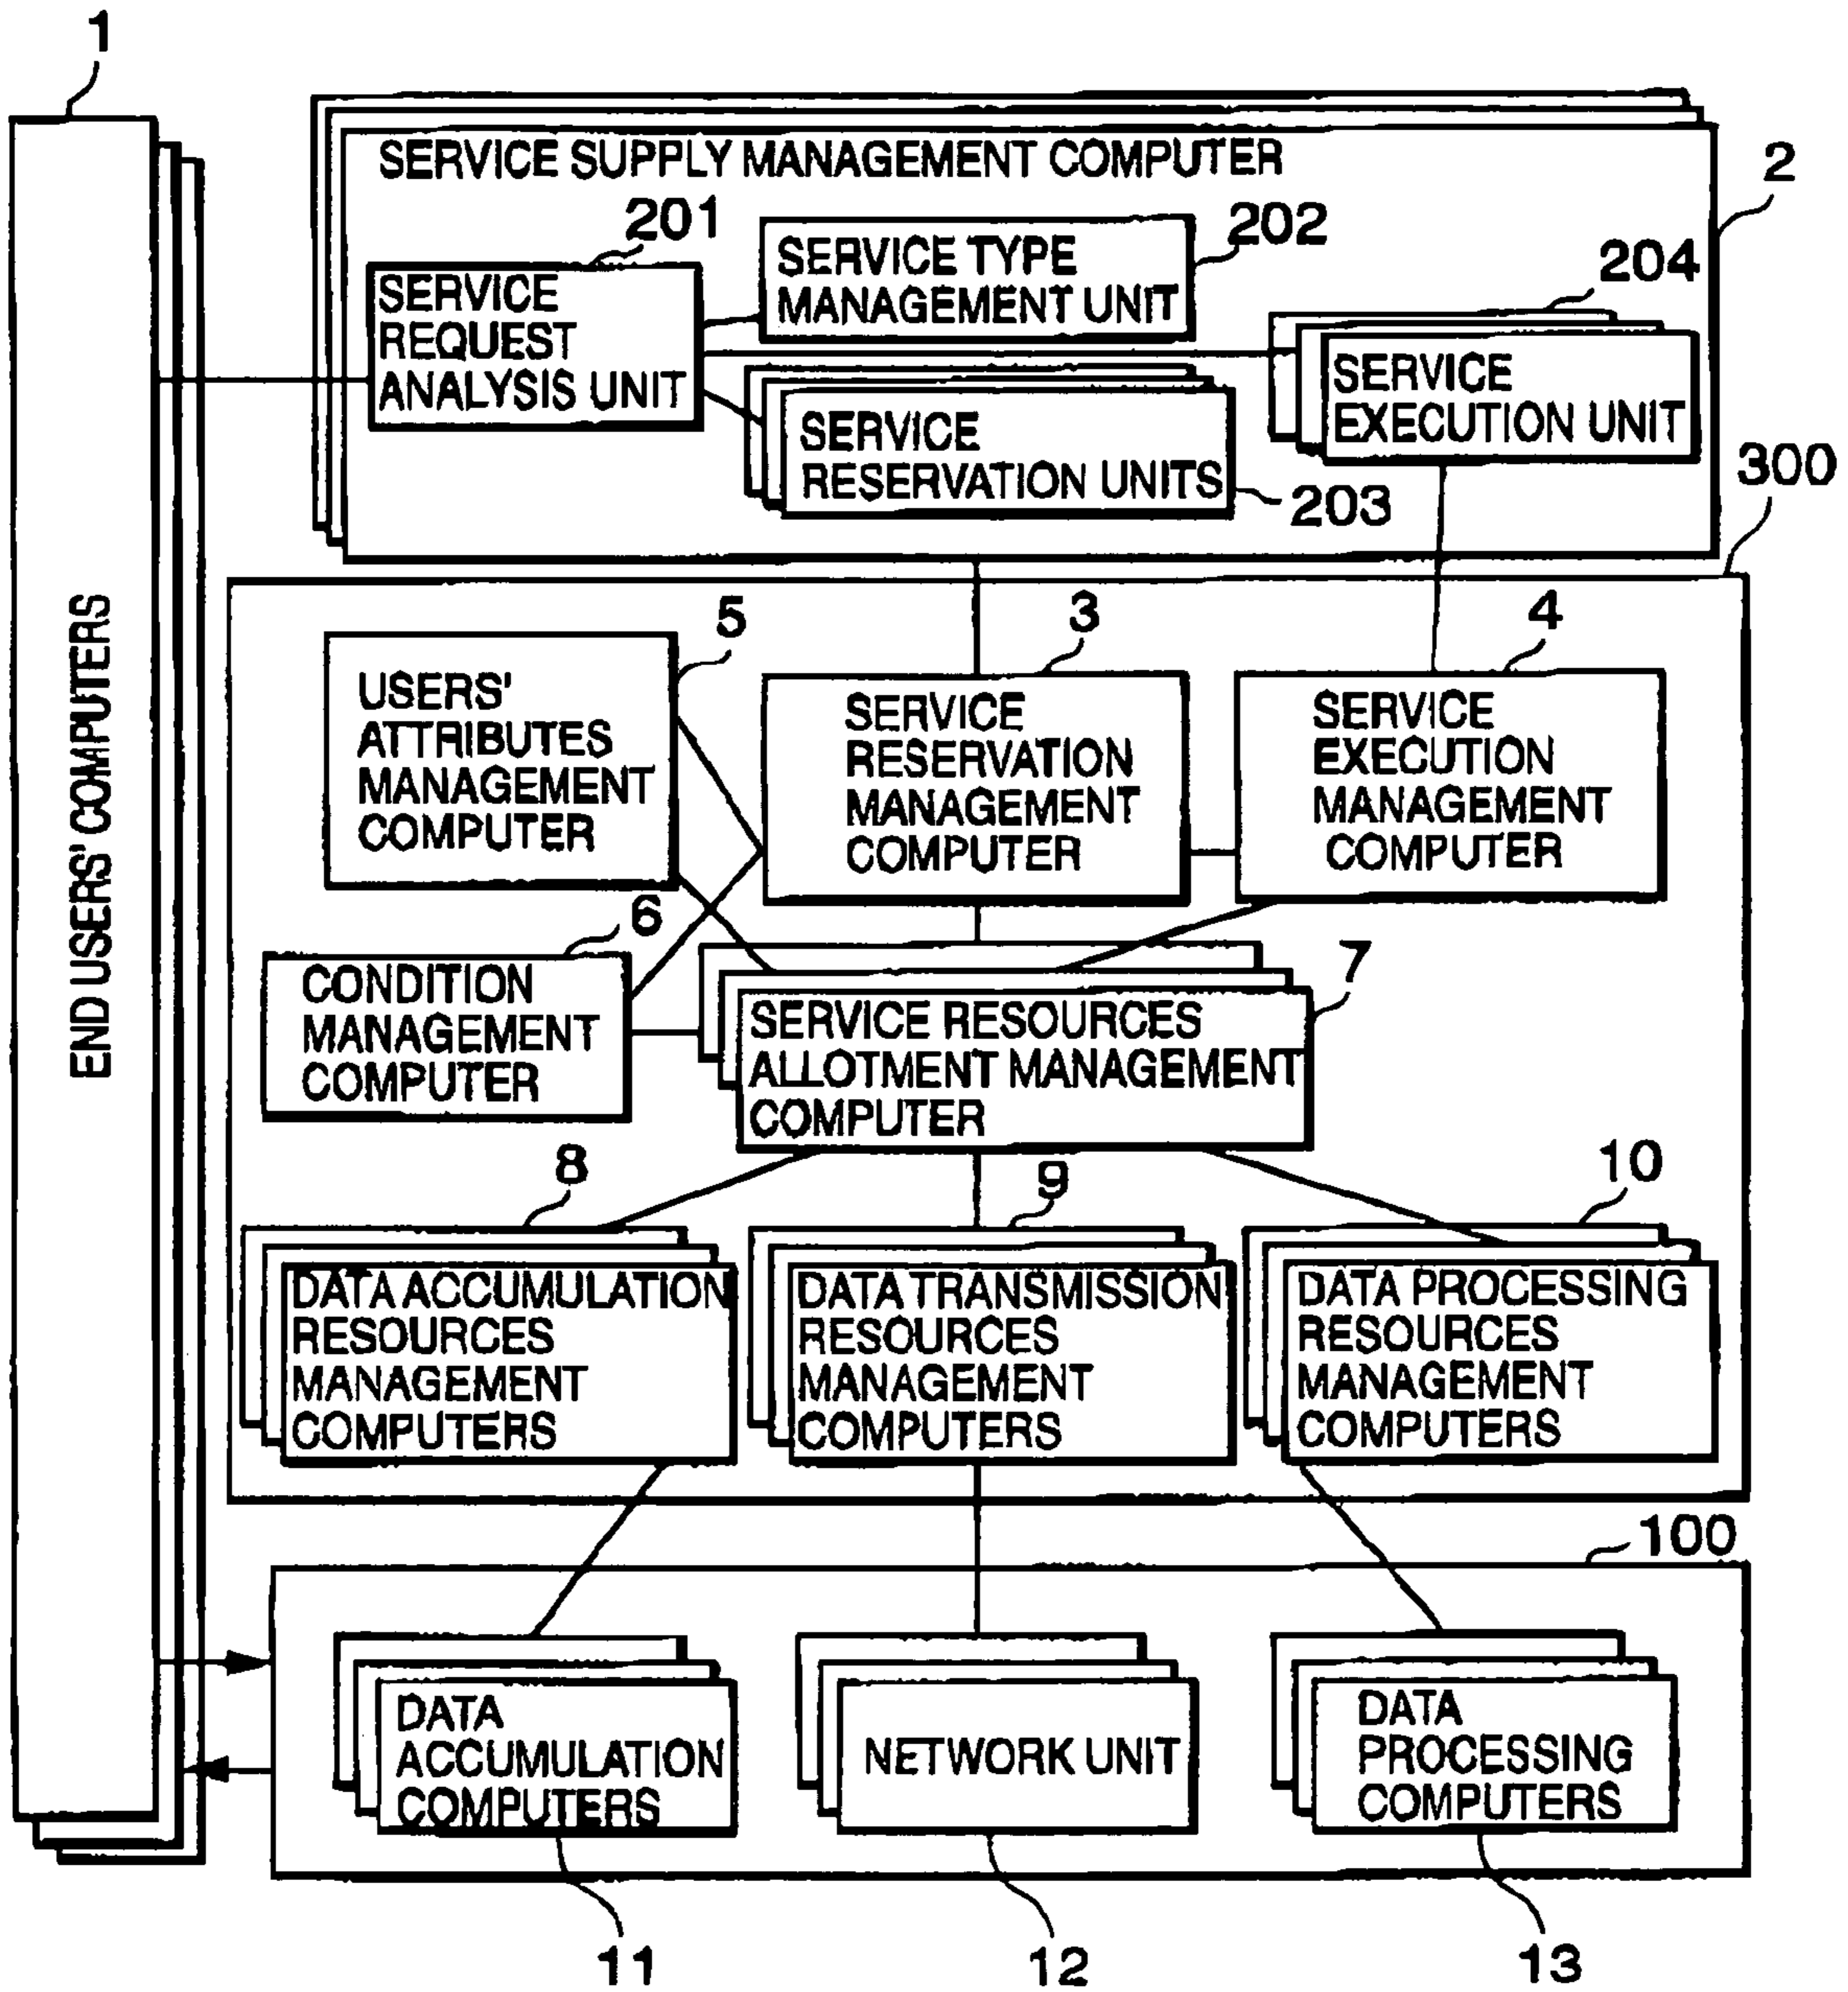 1
SERVICE SUPPLY MANAGEMENT COMPUTER
2
201
202
204
SERVICE
REQUEST
ANALYSIS UNIT
SERVICE TYPE
MANAGEMENT UNIT
SERVICE
EXECUTION UNIT
SERVICE
RESERVATION UNITS
203
300
END USERS' COMPUTERS
5
3
4
USERS'
ATTRIBUTES
MANAGEMENT
COMPUTER
SERVICE
RESERVATION
MANAGEMENT
COMPUTER
SERVICE
EXECUTION
MANAGEMENT
COMPUTER
6
7
CONDITION
MANAGEMENT
COMPUTER
SERVICE RESOURCES
ALLOTMENT MANAGEMENT
COMPUTER
8
9
10
DATA ACCUMULATION
RESOURCES
MANAGEMENT
COMPUTERS
DATA TRANSMISSION
RESOURCES
MANAGEMENT
COMPUTERS
DATA PROCESSING
RESOURCES
MANAGEMENT
COMPUTERS
100
DATA
ACCUMULATION
COMPUTERS
NETWORK UNIT
DATA
PROCESSING
COMPUTERS
11
12
13